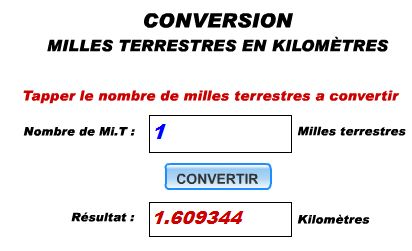 CONVERSION
MILLES TERRESTRES EN KILOMÈTRES
Tapper le nombre de milles terrestres a convertir
Nombre de Mi.T : 1 Milles terrestres
CONVERTIR
Résultat : 1.609344 Kilomètres